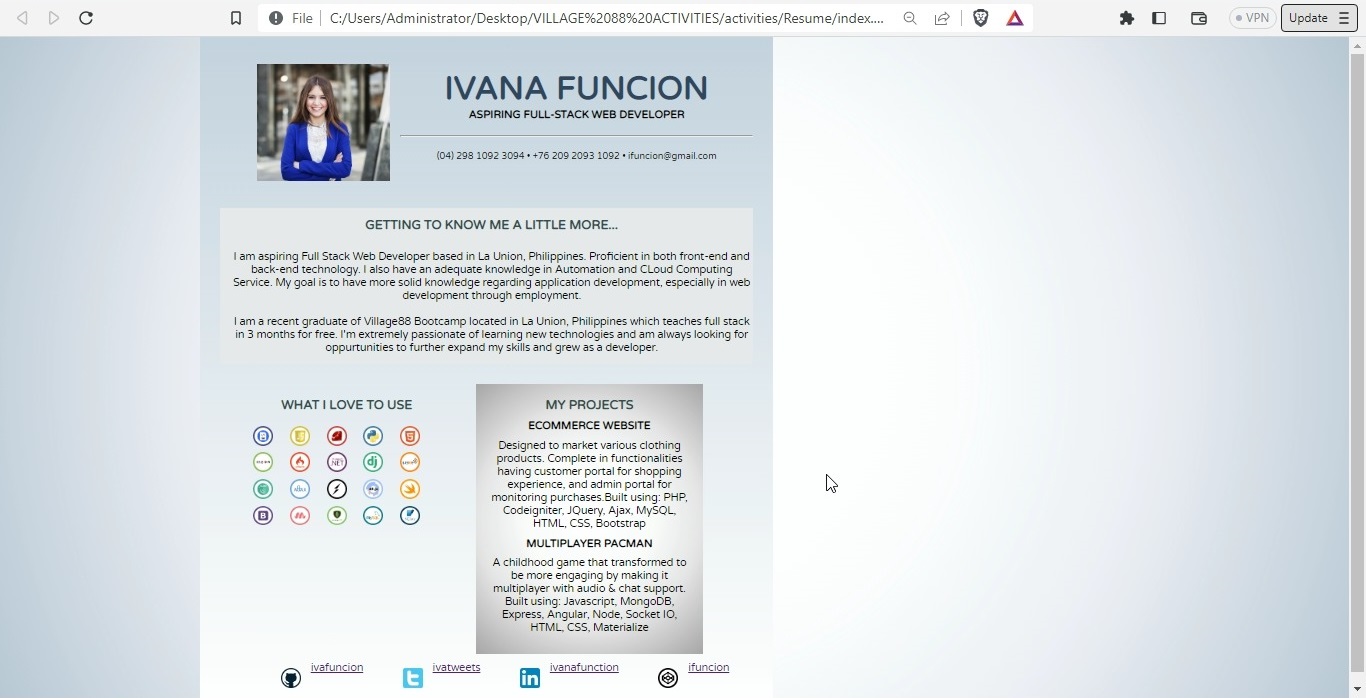 File C:/Users/Administrator/Desktop/VILLAGE%2088%20ACTIVITIES/activities/Resume/index.... VPN Update
IVANA FUNCION
ASPIRING FULL-STACK WEB DEVELOPER
(04) 298 1092 3094 • +76 209 2093 1092 • ifuncion@gmail.com
GETTING TO KNOW ME A LITTLE MORE...
I am aspiring Full Stack Web Developer based in La Union, Philippines. Proficient in both front-end and
back-end technology. I also have an adequate knowledge in Automation and CLoud Computing
Service. My goal is to have more solid knowledge regarding application development, especially in web
development through employment.
I am a recent graduate of Village88 Bootcamp located in La Union, Philippines which teaches full stack
in 3 months for free. I'm extremely passionate of learning new technologies and am always looking for
oppurtunities to further expand my skills and grew as a developer.
WHAT I LOVE TO USE
.NET
dj
B
MY PROJECTS
ECOMMERCE WEBSITE
Designed to market various clothing
products. Complete in functionalities
having customer portal for shopping
experience, and admin portal for
monitoring purchases.Built using: PHP,
Codeigniter, JQuery, Ajax, MySQL,
HTML, CSS, Bootstrap
MULTIPLAYER PACMAN
A childhood game that transformed to
be more engaging by making it
multiplayer with audio & chat support.
Built using: Javascript, MongoDB,
Express, Angular, Node, Socket IO,
HTML, CSS, Materialize
ivafuncion ivatweets in ivanafunction ifuncion